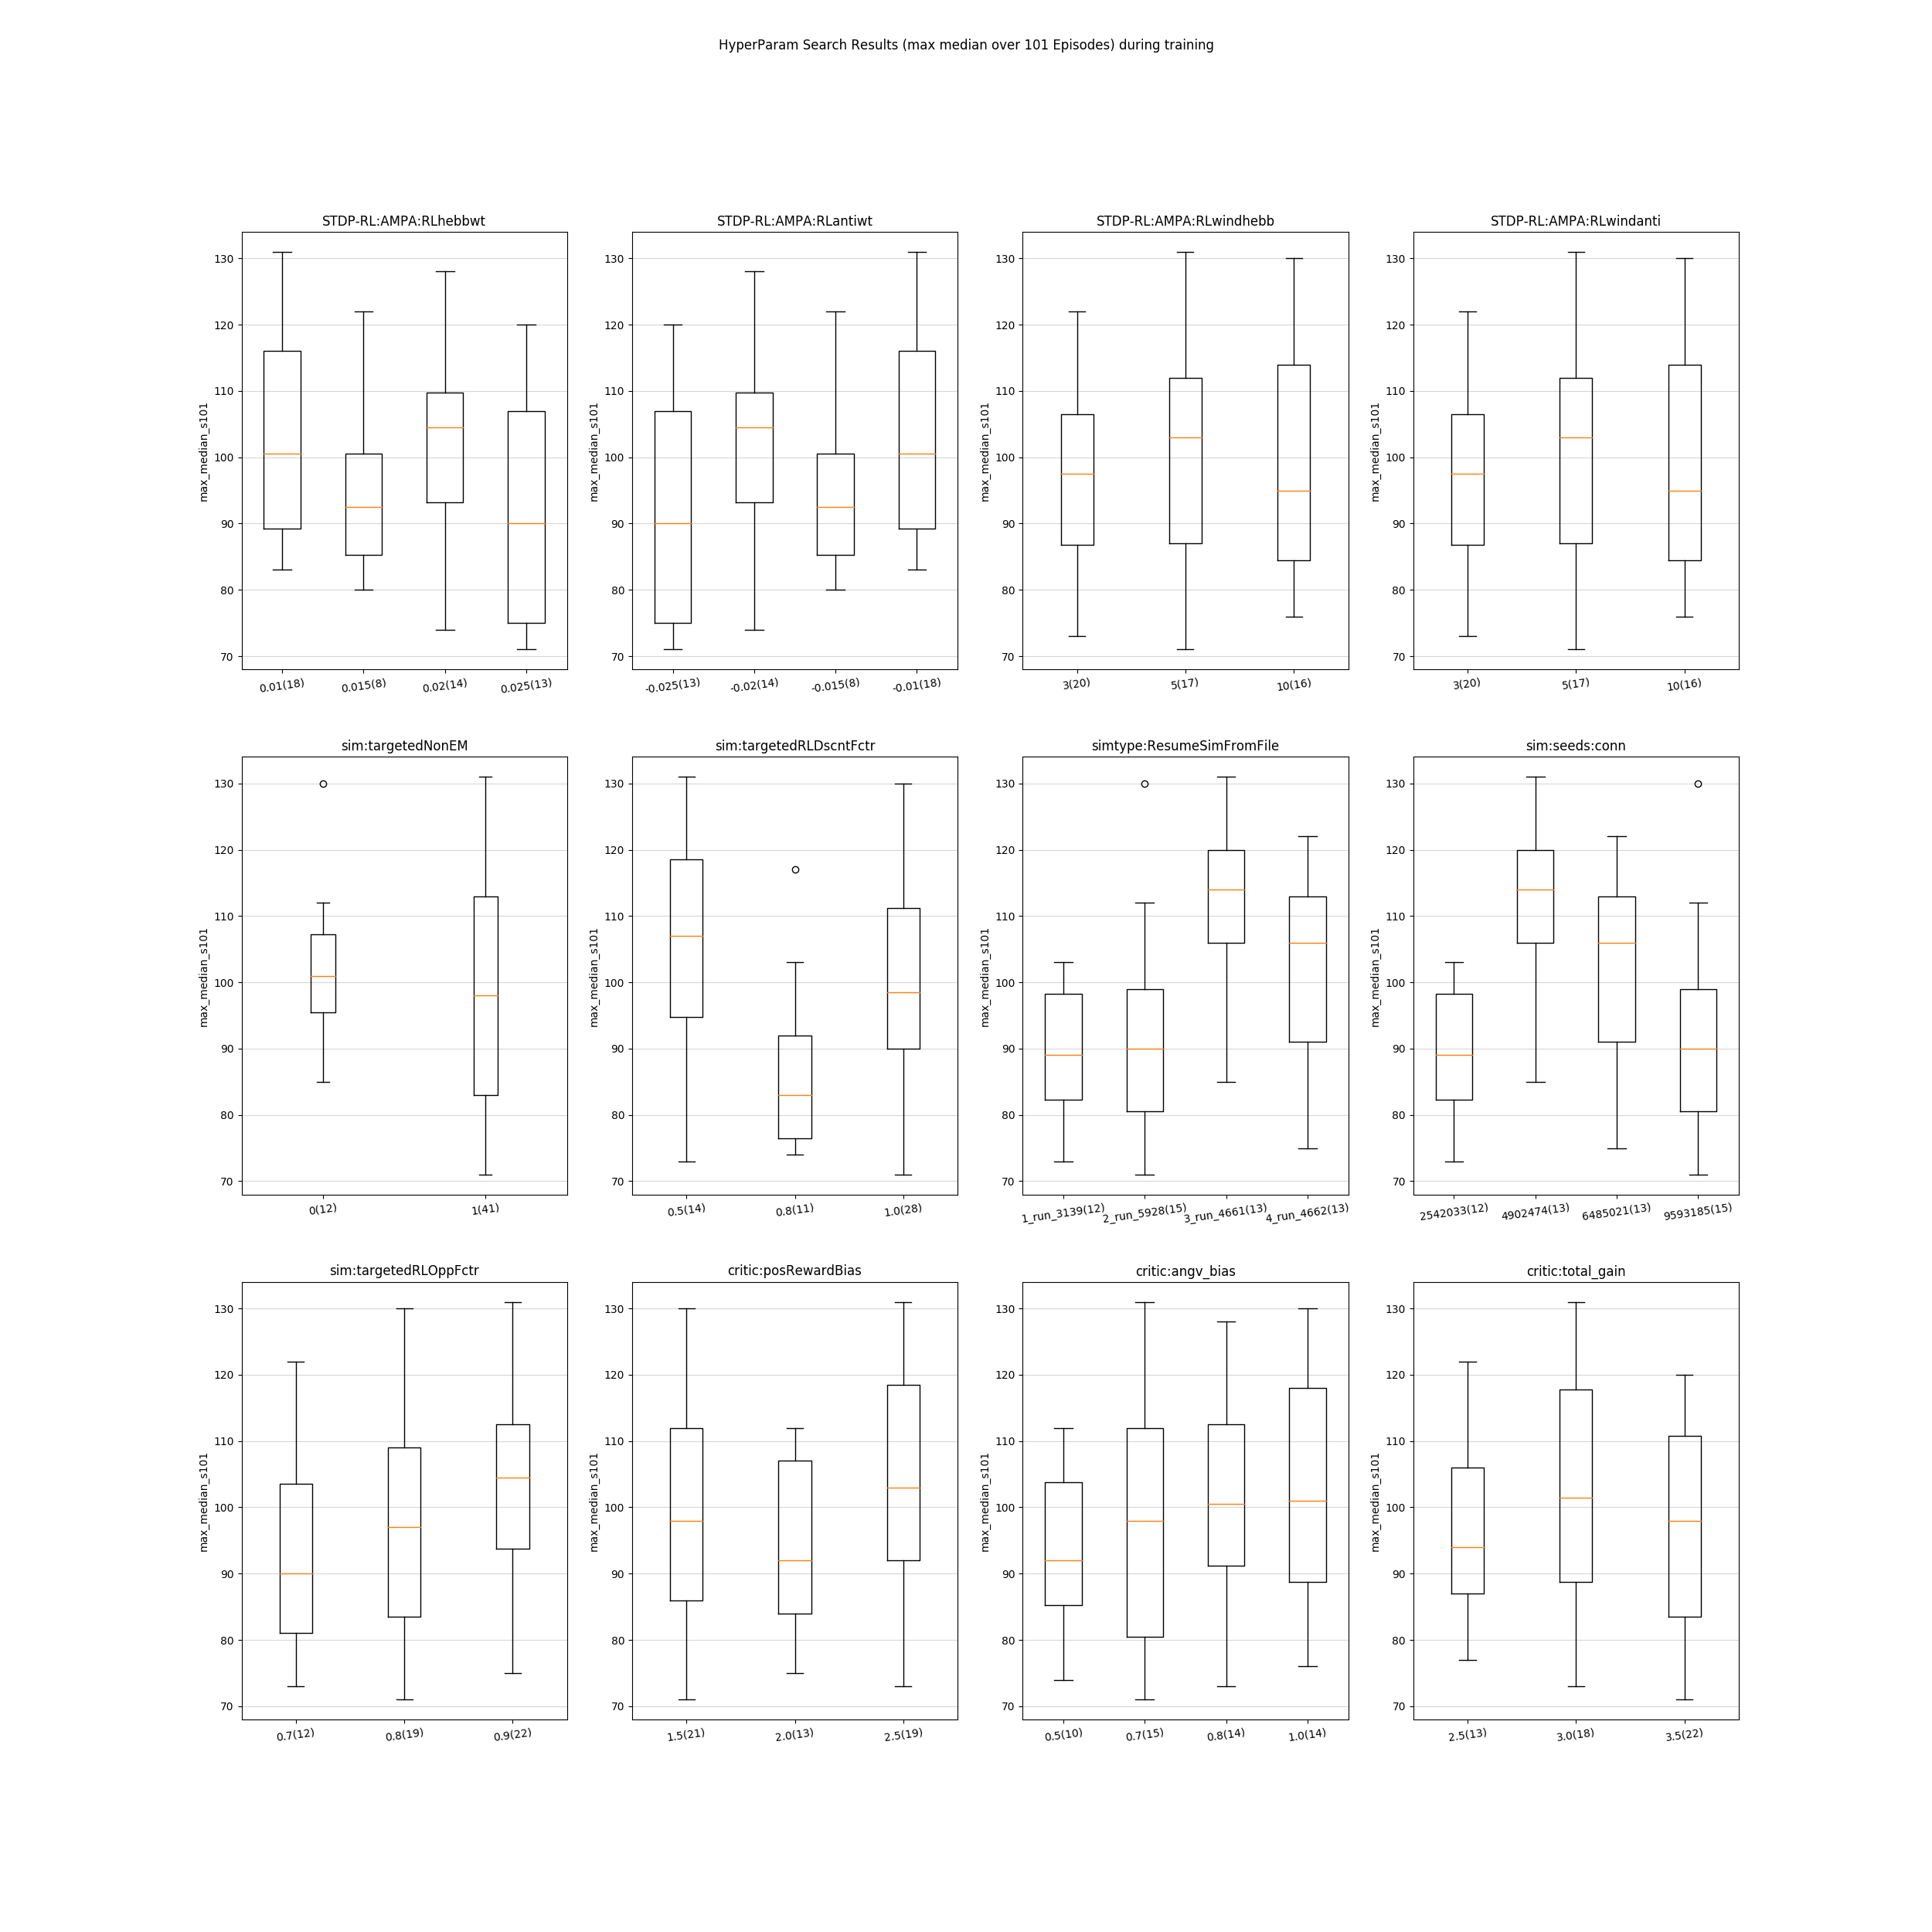 HyperParam Search Results (max median over 101 Episodes) during training
STDP-RL:AMPA:RLhebbwt
max_median_s101
130
120
110
100
90
80
70
0.01(18) 0.015(8) 0.02(14) 0.025(13)
STDP-RL:AMPA:RLantiwt
max_median_s101
130
120
110
100
90
80
70
-0.025(13) -0.02(14) -0.015(8) -0.01(18)
STDP-RL:AMPA:RLwindhebb
max_median_s101
130
120
110
100
90
80
70
3(20) 5(17) 10(16)
STDP-RL:AMPA:RLwindanti
max_median_s101
130
120
110
100
90
80
70
3(20) 5(17) 10(16)
sim:targetedNonEM
max_median_s101
130
120
110
100
90
80
70
0(12) 1(41)
sim:targetedRLDscntFctr
max_median_s101
130
120
110
100
90
80
70
0.5(14) 0.8(11) 1.0(28)
simtype:ResumeSimFromFile
max_median_s101
130
120
110
100
90
80
70
1_run_3139(12) 2_run_5928(15) 3_run_4661(13) 4_run_4662(13)
sim:seeds:conn
max_median_s101
130
120
110
100
90
80
70
2542033(12) 4902474(13) 6485021(13) 9593185(15)
sim:targetedRLOppFctr
max_median_s101
130
120
110
100
90
80
70
0.7(12) 0.8(19) 0.9(22)
critic:posRewardBias
max_median_s101
130
120
110
100
90
80
70
1.5(21) 2.0(13) 2.5(19)
critic:angv_bias
max_median_s101
130
120
110
100
90
80
70
0.5(10) 0.7(15) 0.8(14) 1.0(14)
critic:total_gain
max_median_s101
130
120
110
100
90
80
70
2.5(13) 3.0(18) 3.5(22)